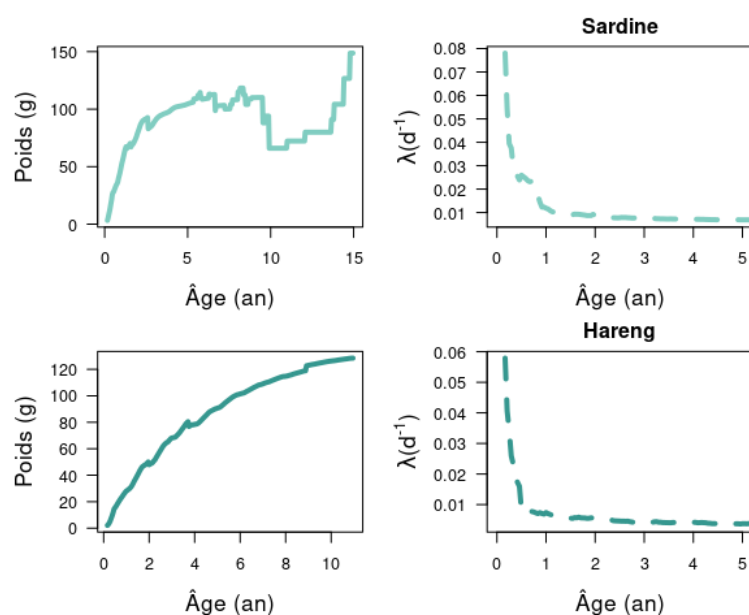 Sardine
150
100
50
0
Poids (g)
0 5 10 15
Âge (an)
0.08
0.07
0.06
0.05
0.04
0.03
0.02
0.01
λ(d⁻¹)
0 1 2 3 4 5
Âge (an)
Hareng
120
100
80
60
40
20
0
Poids (g)
0 2 4 6 8 10
Âge (an)
0.06
0.05
0.04
0.03
0.02
0.01
λ(d⁻¹)
0 1 2 3 4 5
Âge (an)